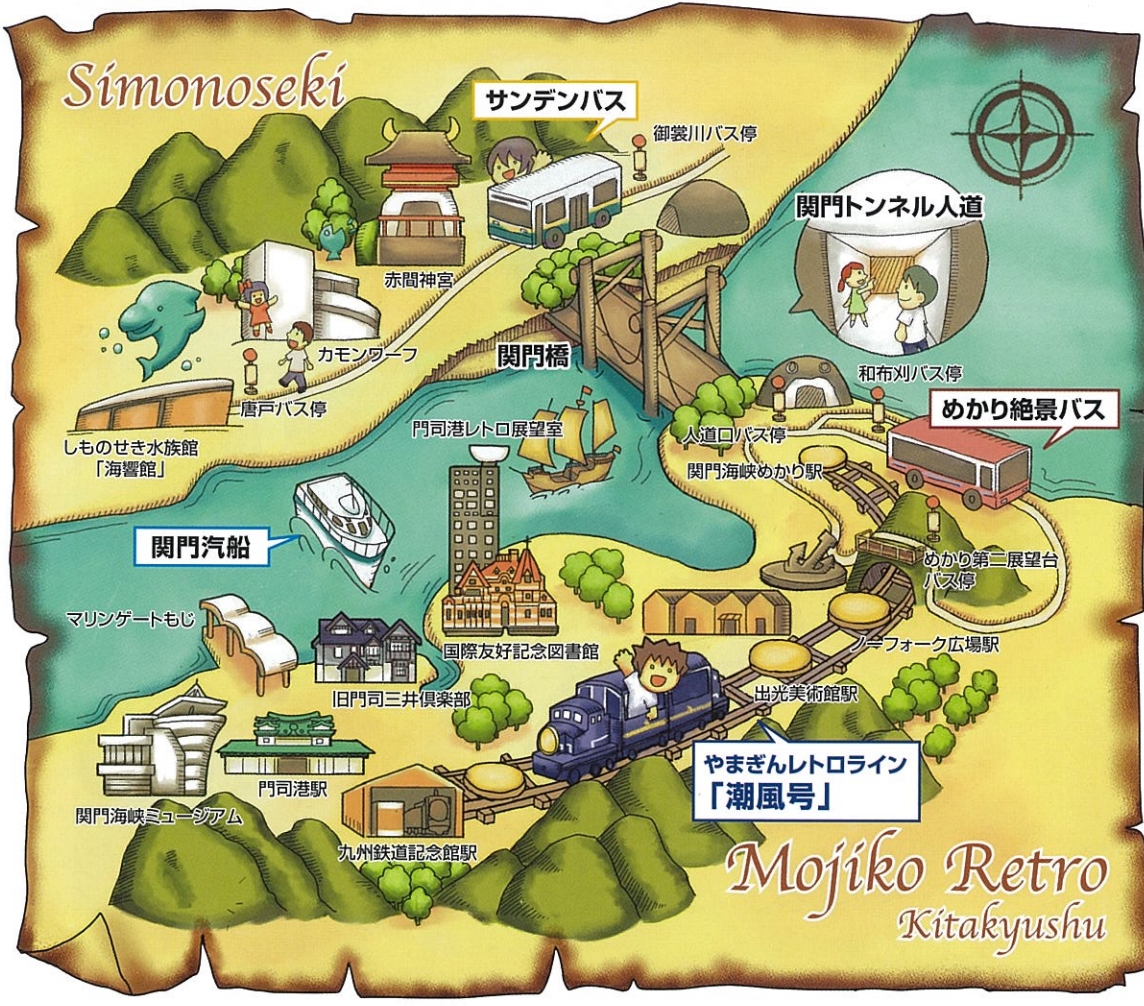 Simonoseki
サンデンバス
御裳川バス停
関門トンネル人道
赤間神宮
カモンワーフ
関門橋
和布刈バス停
めかり絶景バス
唐戸バス停
しものせき水族館
「海響館」
門司港レトロ展望室
人道口バス停
関門海峡めかり駅
関門汽船
めかり第二展望台
バス停
マリンゲートもじ
国際友好記念図書館
ノーフォーク広場駅
旧門司三井倶楽部
出光美術館駅
やまぎんレトロライン
「潮風号」
門司港駅
関門海峡ミュージアム
九州鉄道記念館駅
Mojiko Retro
Kitakyushu